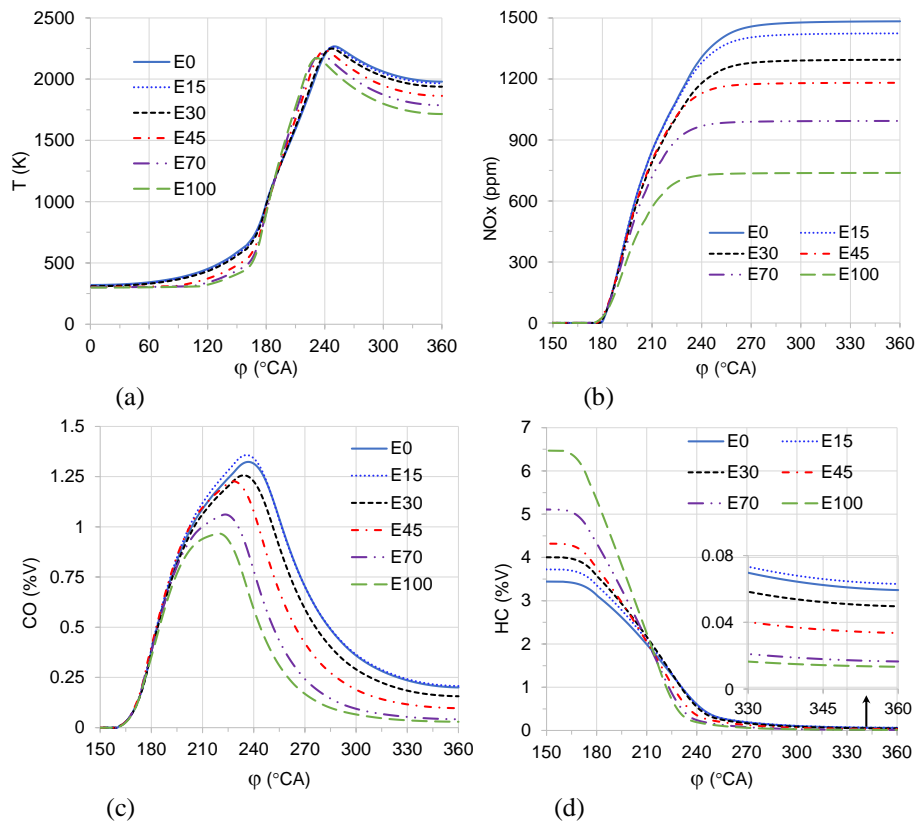 2500
2000
1500
1000
500
0
T (K)
E0
E15
E30
E45
E70
E100
0 60 120 180 240 300 360
φ (°CA)
(a)
1500
1200
900
600
300
0
NOx (ppm)
E0 E15
E30 E45
E70 E100
150 180 210 240 270 300 330 360
φ (°CA)
(b)
1.5
1.25
1
0.75
0.5
0.25
0
CO (%V)
E0
E15
E30
E45
E70
E100
150 180 210 240 270 300 330 360
φ (°CA)
(c)
7
6
5
4
3
2
1
0
HC (%V)
E0 E15
E30 E45
E70 E100
0.08
0.04
0
330 345 360
150 180 210 240 270 300 330 360
φ (°CA)
(d)